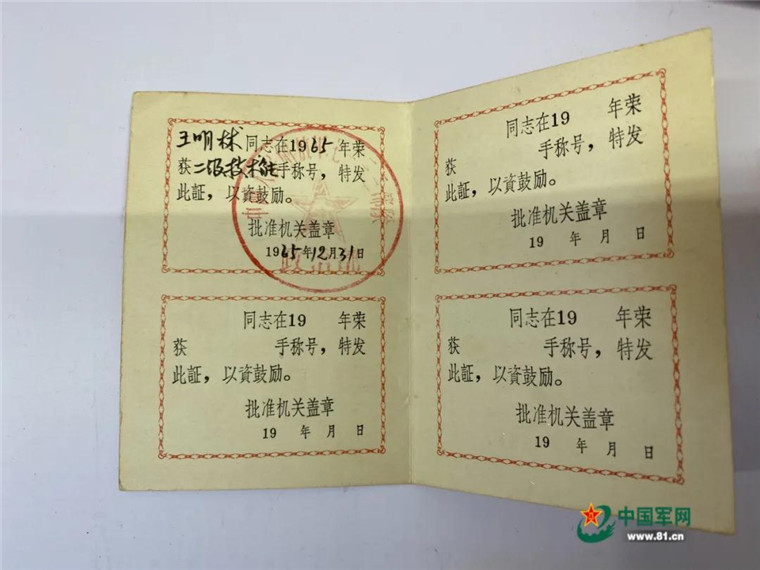 王明林同志在1965年荣
获二级技术能手称号，特发
此証，以資鼓励。
批准机关盖章
1965年12月31日
同志在19 年荣
获 手称号，特发
此証，以資鼓励。
批准机关盖章
19 年 月 日
同志在19 年荣
获 手称号，特发
此証，以資鼓励。
批准机关盖章
19 年 月 日
同志在19 年荣
获 手称号，特发
此証，以資鼓励。
批准机关盖章
19 年 月 日
中国军网
www.81.cn